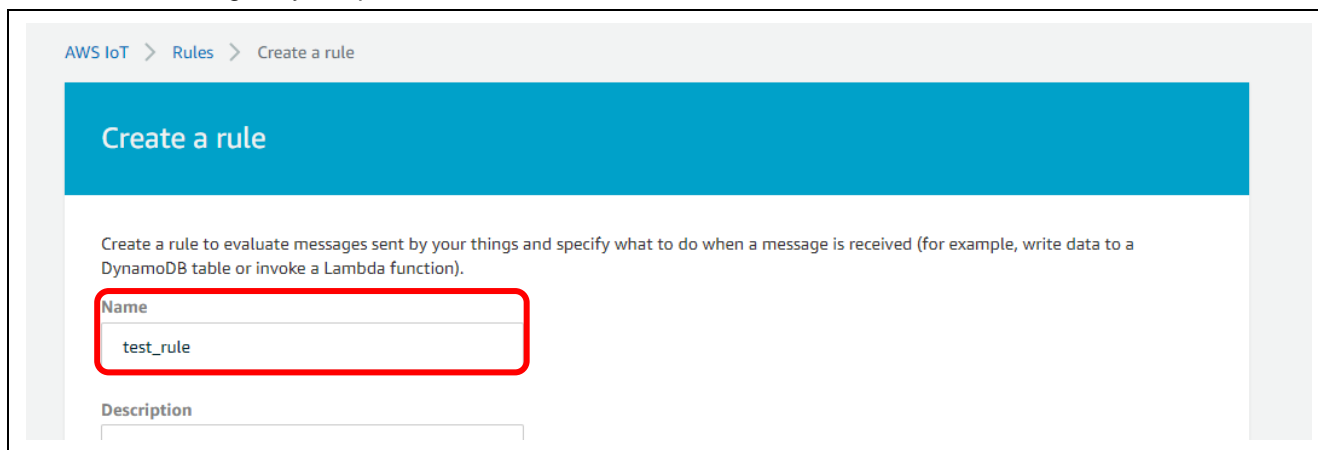 AWS IoT > Rules > Create a rule
Create a rule
Create a rule to evaluate messages sent by your things and specify what to do when a message is received (for example, write data to a
DynamoDB table or invoke a Lambda function).
Name
test_rule
Description